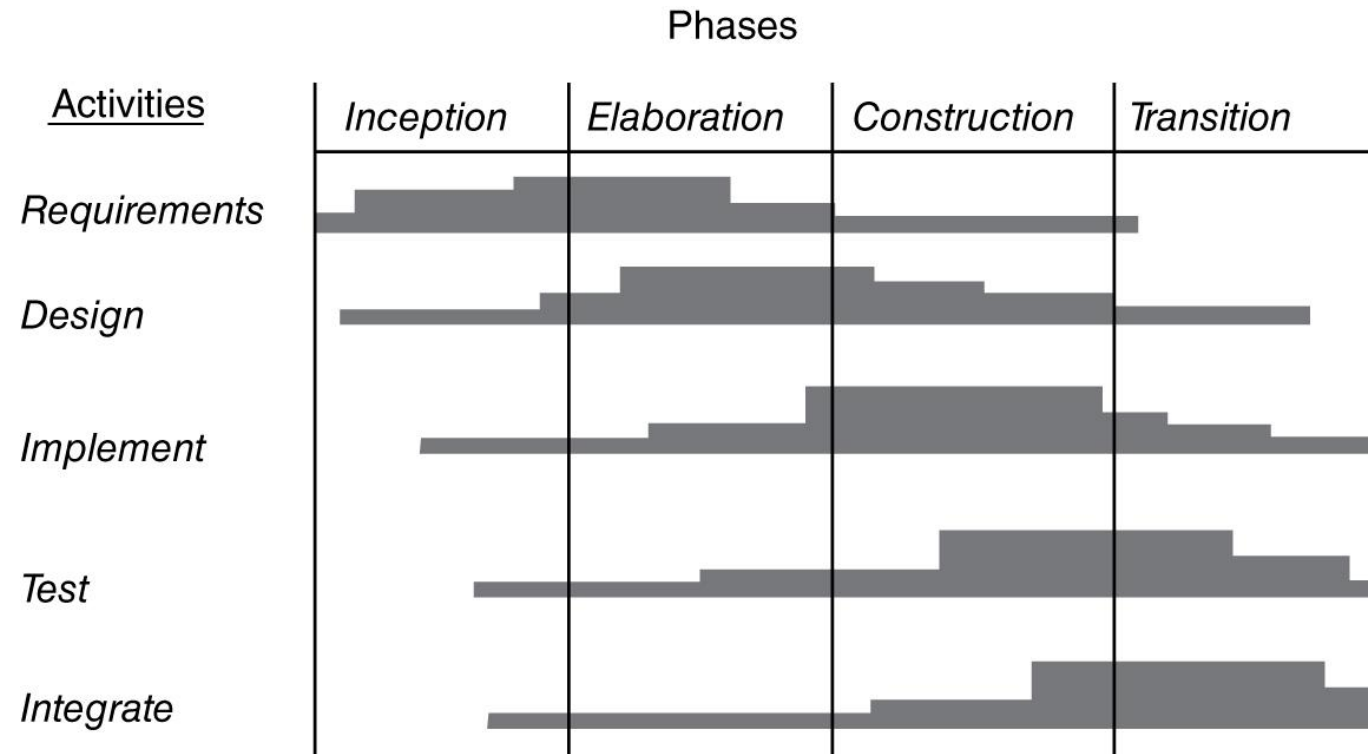 Phases
Activities
Inception Elaboration Construction Transition
Requirements
Design
Implement
Test
Integrate